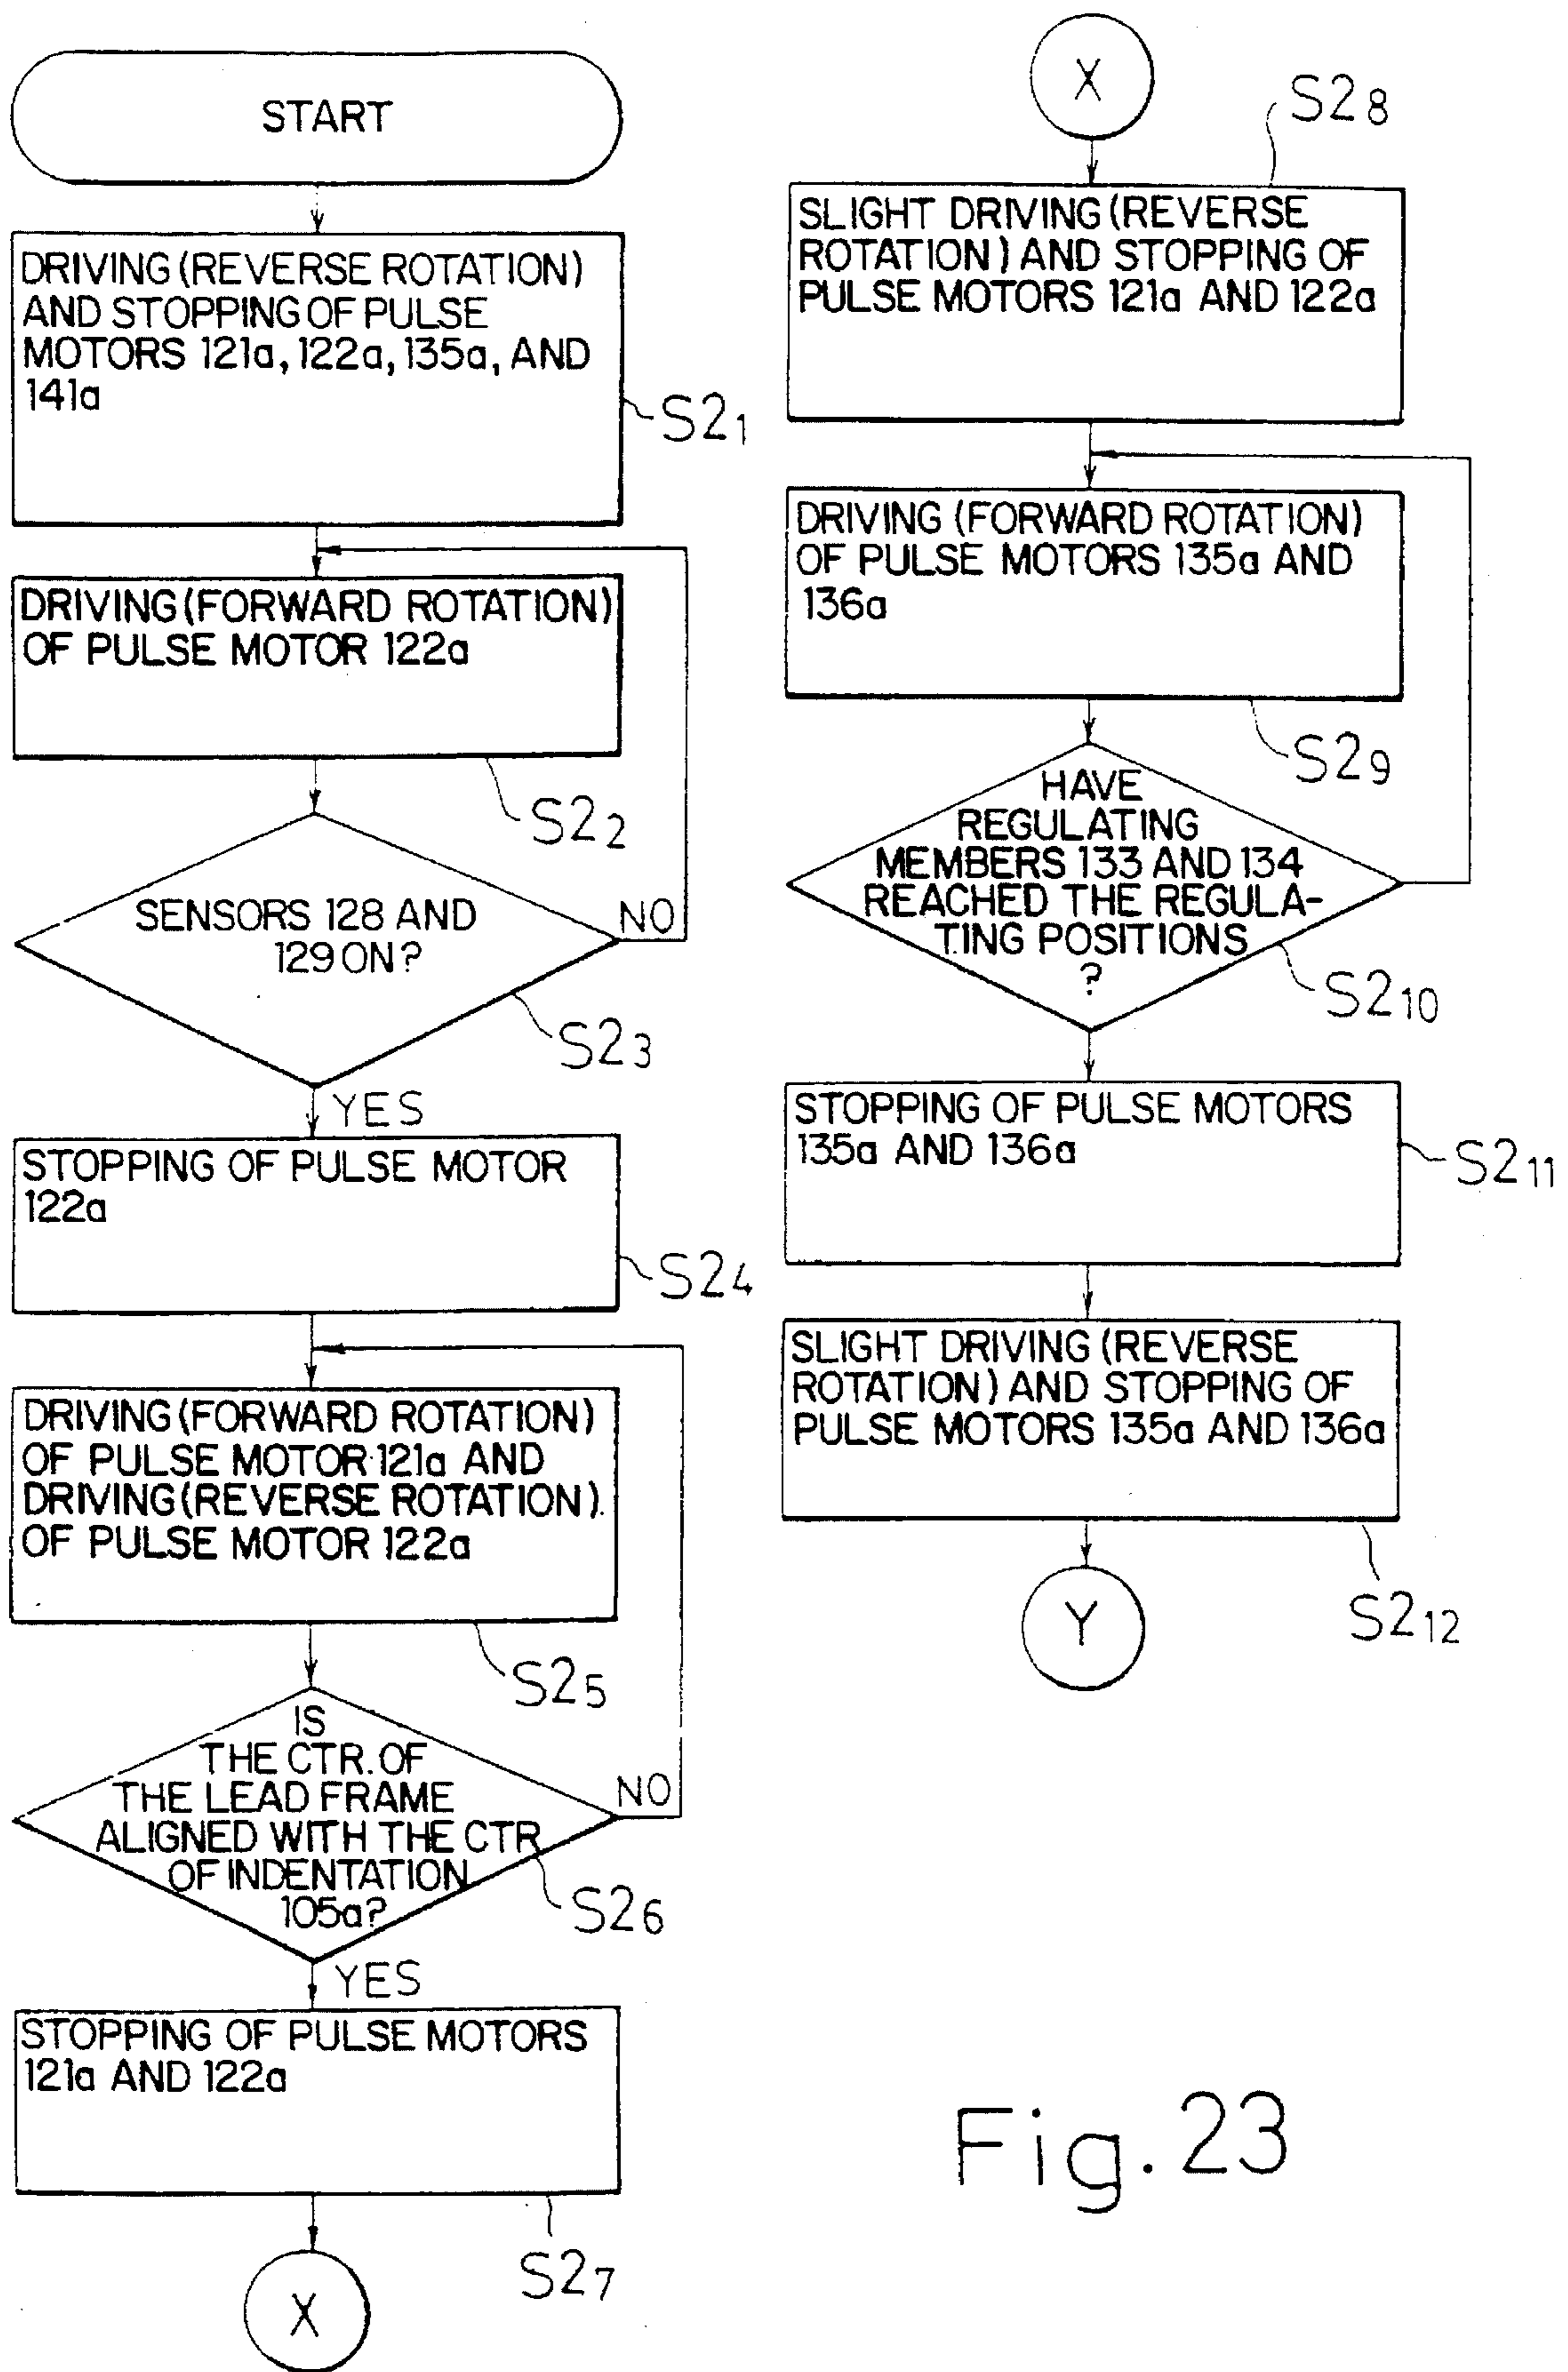 START
DRIVING (REVERSE ROTATION)
AND STOPPING OF PULSE
MOTORS 121a, 122a, 135a, AND
141a
S21
DRIVING (FORWARD ROTATION)
OF PULSE MOTOR 122a
S22
SENSORS 128 AND
129 ON?
NO
S23
YES
STOPPING OF PULSE MOTOR
122a
S24
DRIVING (FORWARD ROTATION)
OF PULSE MOTOR 121a AND
DRIVING (REVERSE ROTATION).
OF PULSE MOTOR 122a
S25
IS
THE CTR. OF
THE LEAD FRAME
ALIGNED WITH THE CTR
OF INDENTATION
105a?
NO
S26
YES
STOPPING OF PULSE MOTORS
121a AND 122a
S27
X
X
S28
SLIGHT DRIVING (REVERSE
ROTATION) AND STOPPING OF
PULSE MOTORS 121a AND 122a
DRIVING (FORWARD ROTATION)
OF PULSE MOTORS 135a AND
136a
S29
HAVE
REGULATING
MEMBERS 133 AND 134
REACHED THE REGULA-
TING POSITIONS
?
S210
STOPPING OF PULSE MOTORS
135a AND 136a
S211
SLIGHT DRIVING (REVERSE
ROTATION) AND STOPPING OF
PULSE MOTORS 135a AND 136a
S212
Y
Fig. 23